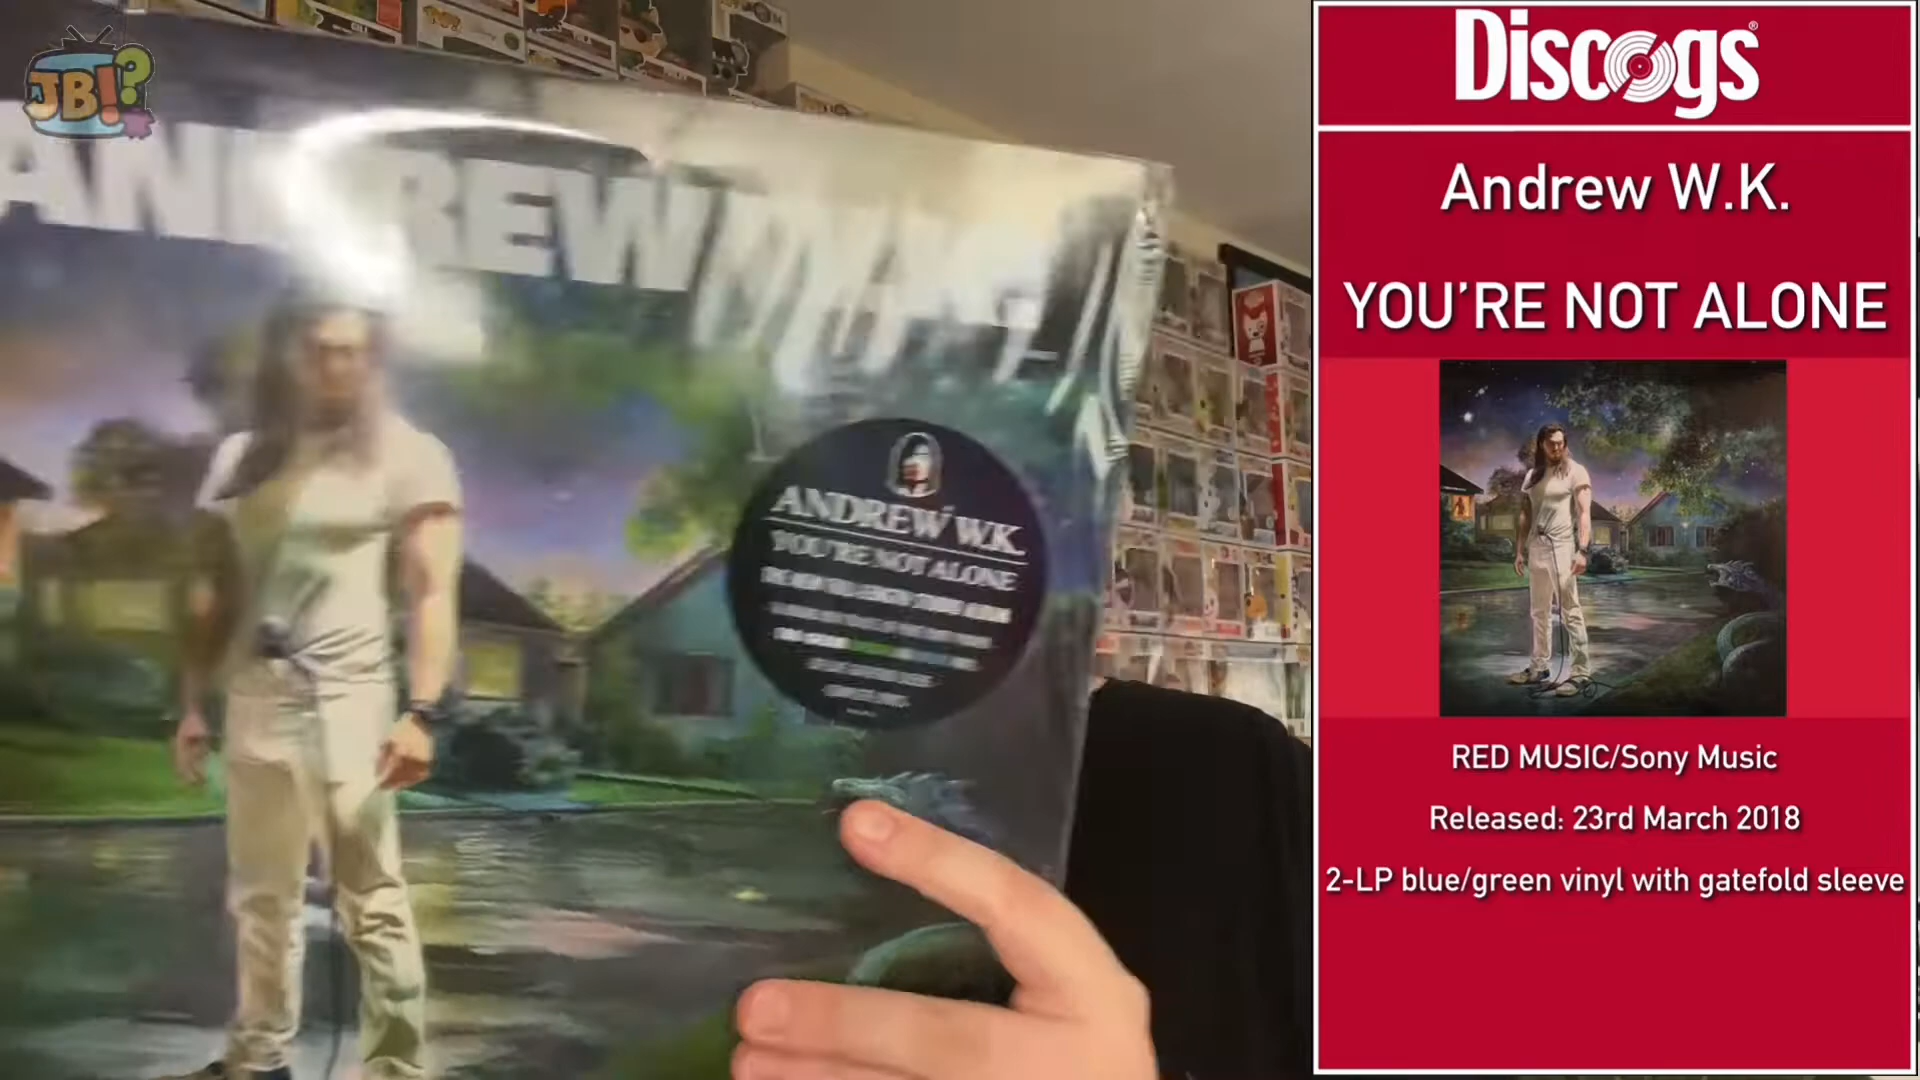 JB!?
ANDREW W.K.
ANDREW W.K.
YOU'RE NOT ALONE
Discogs®
Andrew W.K.
YOU'RE NOT ALONE
RED MUSIC/Sony Music
Released: 23rd March 2018
2-LP blue/green vinyl with gatefold sleeve